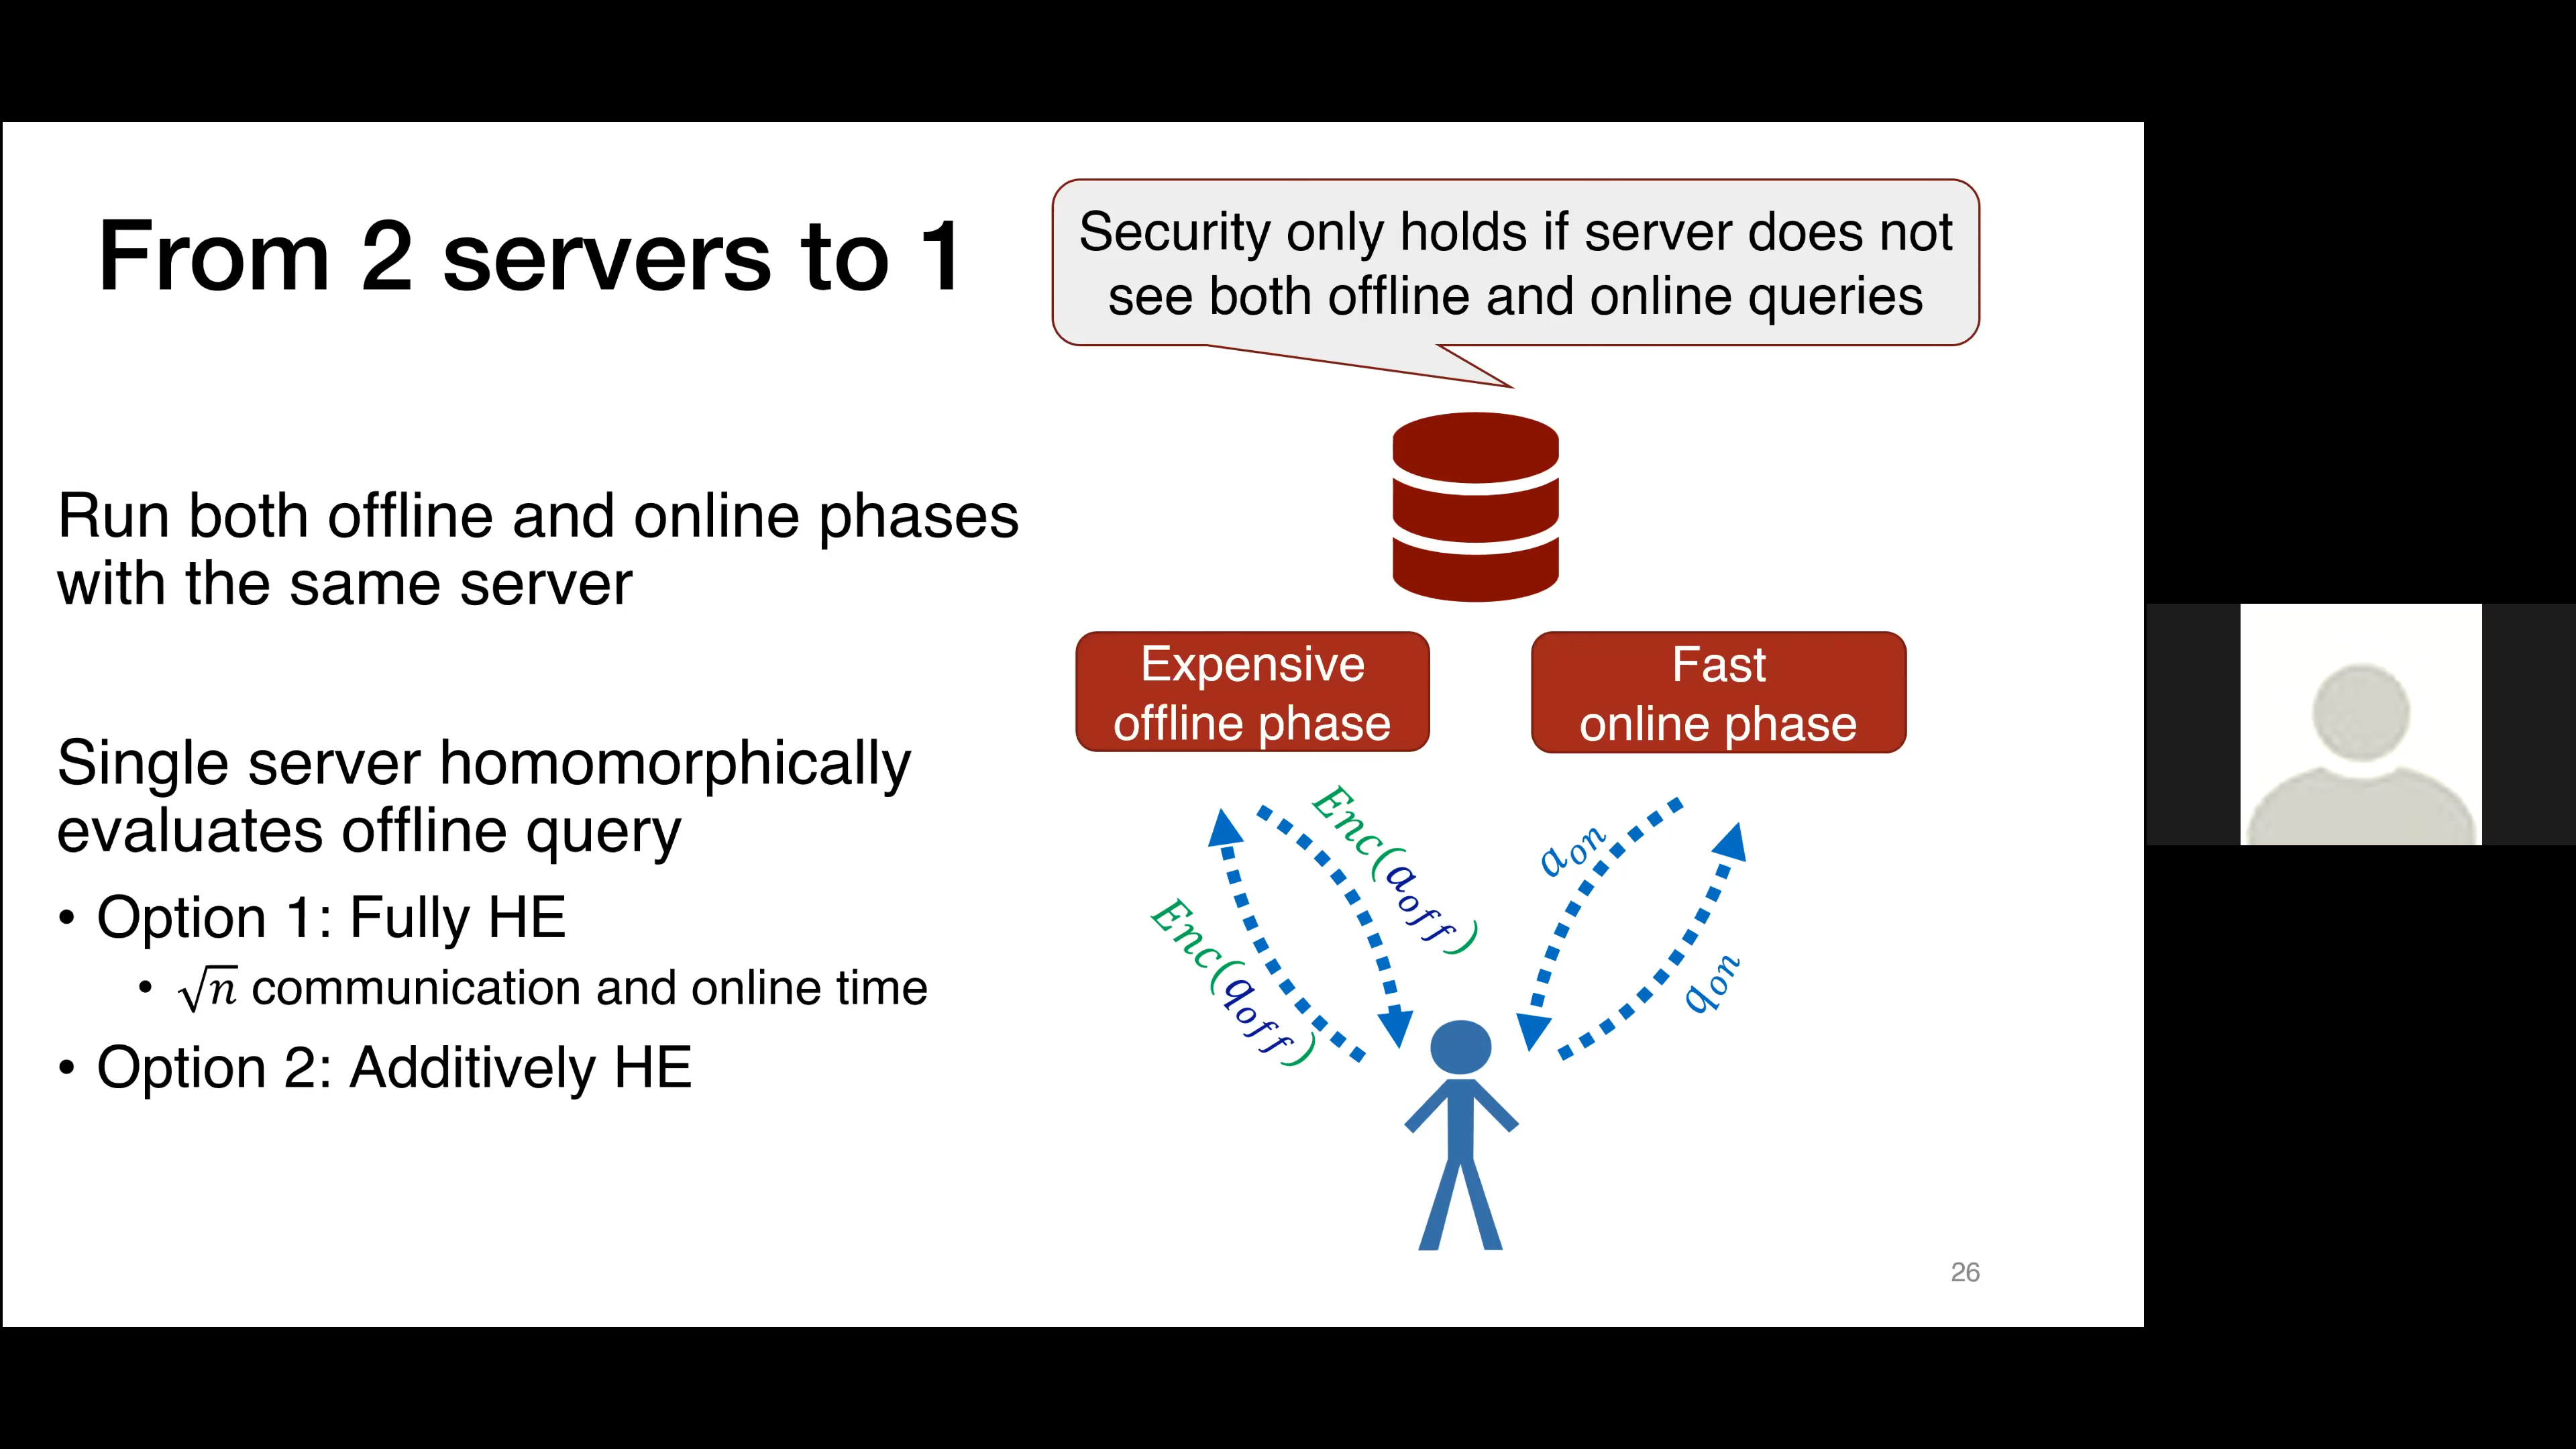 From 2 servers to 1
Security only holds if server does not
see both offline and online queries
Run both offline and online phases
with the same server
Single server homomorphically
evaluates offline query
• Option 1: Fully HE
• √n communication and online time
• Option 2: Additively HE
Expensive
offline phase
Fast
online phase
Enc(q_off)
Enc(a_off)
a_on
q_on
26